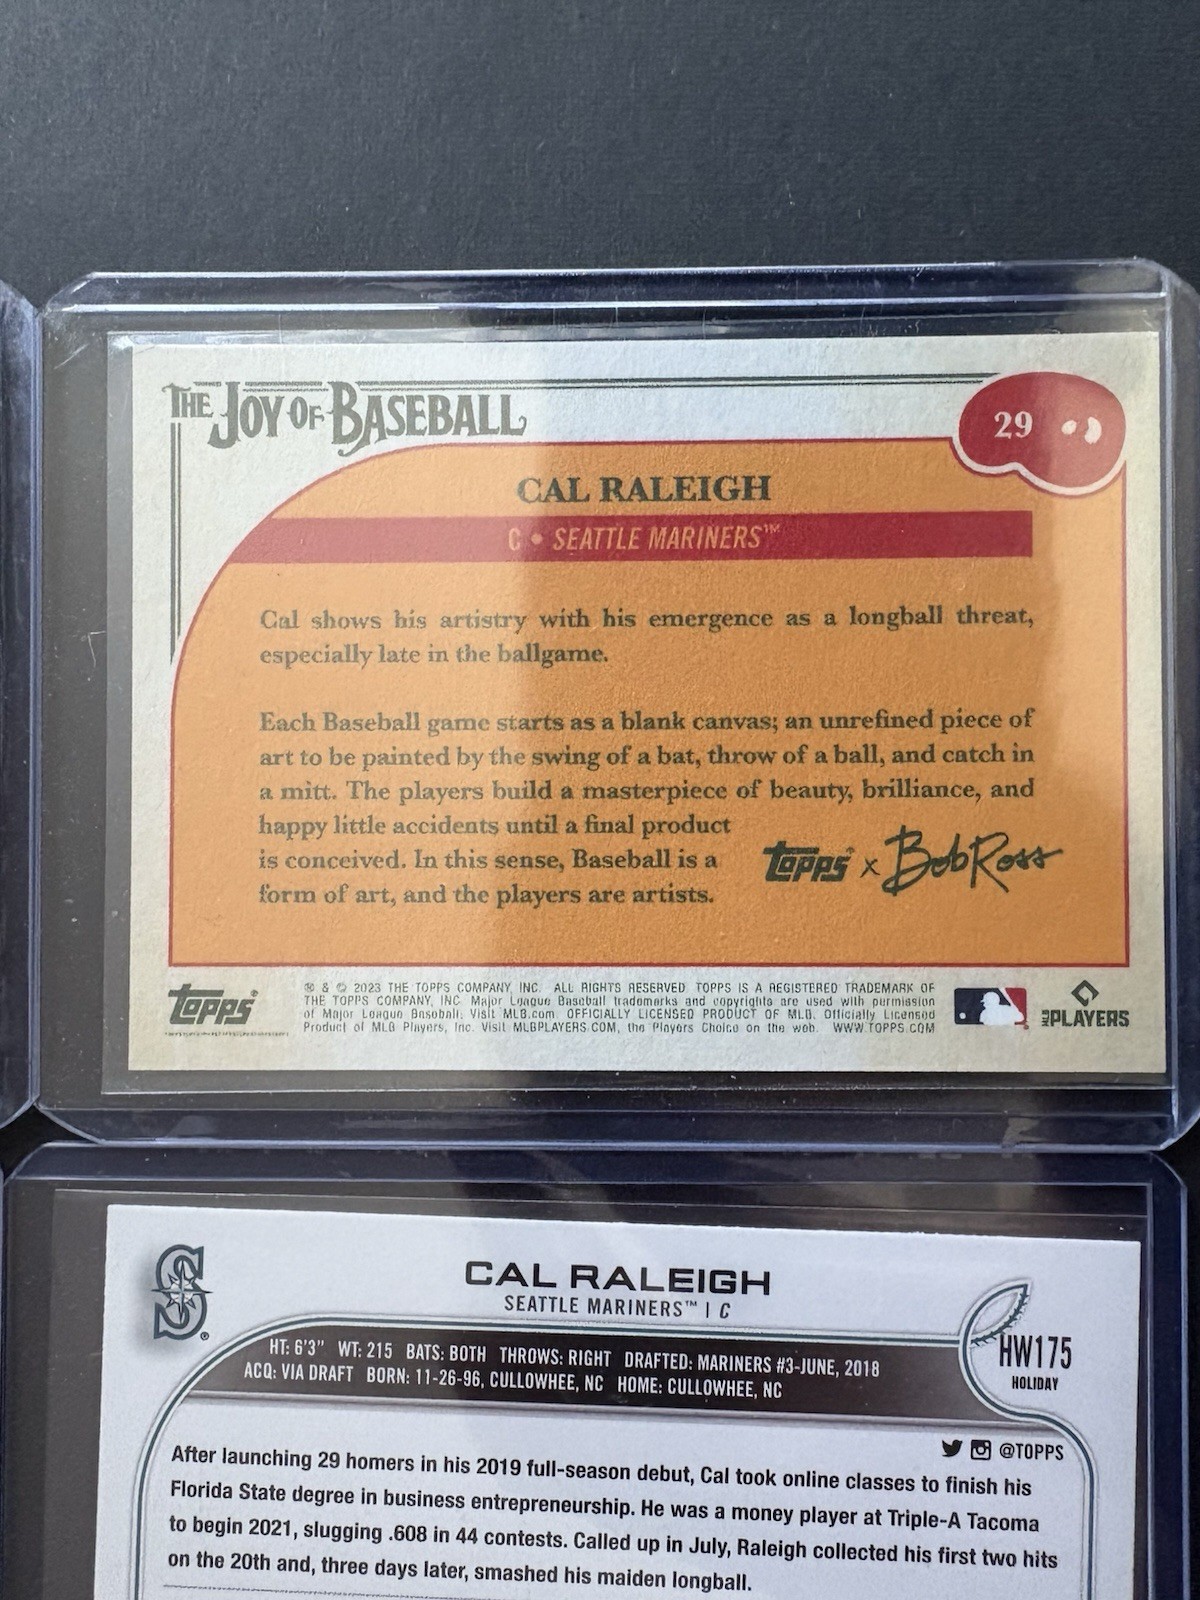 THE JOY OF BASEBALL
29
CAL RALEIGH
C • SEATTLE MARINERS™
Cal shows his artistry with his emergence as a longball threat,
especially late in the ballgame.
Each Baseball game starts as a blank canvas; an unrefined piece of
art to be painted by the swing of a bat, throw of a ball, and catch in
a mitt. The players build a masterpiece of beauty, brilliance, and
happy little accidents until a final product
is conceived. In this sense, Baseball is a
form of art, and the players are artists.
Topps® x Bob Ross
Topps®
® & © 2023 THE TOPPS COMPANY, INC. ALL RIGHTS RESERVED. TOPPS IS A REGISTERED TRADEMARK OF
THE TOPPS COMPANY, INC. Major League Baseball trademarks and copyrights are used with permission
of Major League Baseball. Visit MLB.com. OFFICIALLY LICENSED PRODUCT OF MLB. Officially Licensed
Product of MLB Players, Inc. Visit MLBPLAYERS.COM, the Players Choice on the web. WWW.TOPPS.COM
MLB PLAYERS
S®
CAL RALEIGH
SEATTLE MARINERS™ | C
HT: 6'3" WT: 215 BATS: BOTH THROWS: RIGHT DRAFTED: MARINERS #3-JUNE, 2018
ACQ: VIA DRAFT BORN: 11-26-96, CULLOWHEE, NC HOME: CULLOWHEE, NC
HW175
HOLIDAY
@TOPPS
After launching 29 homers in his 2019 full-season debut, Cal took online classes to finish his
Florida State degree in business entrepreneurship. He was a money player at Triple-A Tacoma
to begin 2021, slugging .608 in 44 contests. Called up in July, Raleigh collected his first two hits
on the 20th and, three days later, smashed his maiden longball.